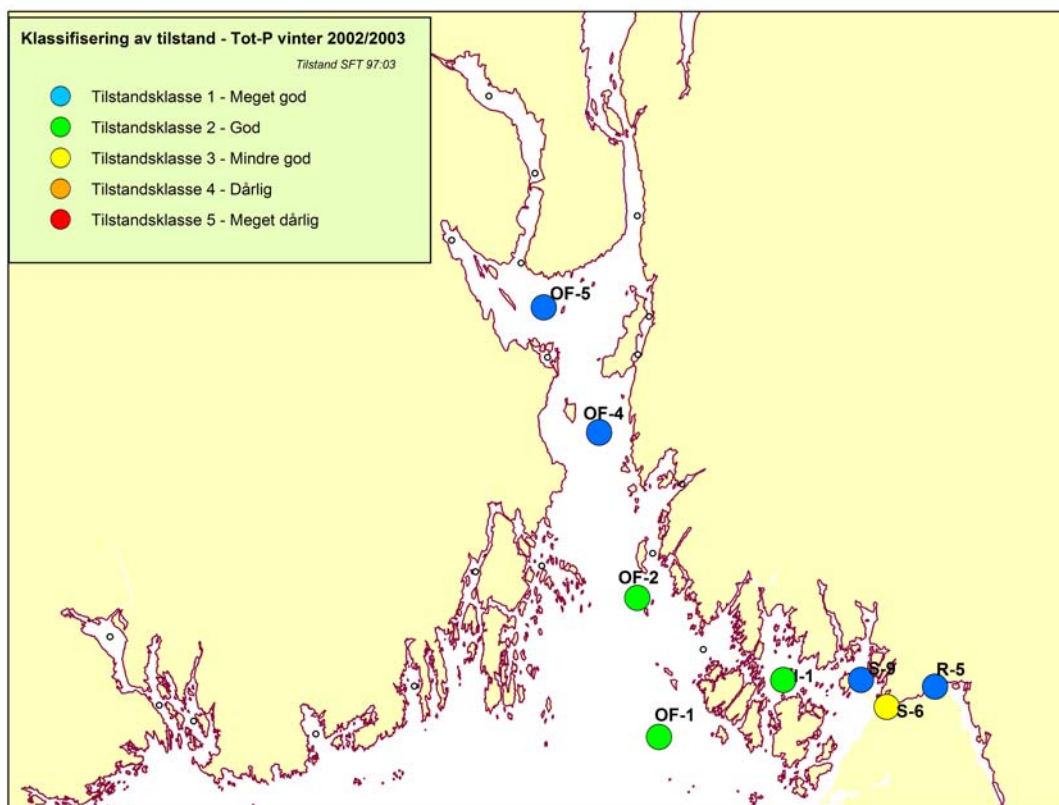 Klassifisering av tilstand - Tot-P vinter 2002/2003
Tilstand SFT 97:03
Tilstandsklasse 1 - Meget god
Tilstandsklasse 2 - God
Tilstandsklasse 3 - Mindre god
Tilstandsklasse 4 - Dårlig
Tilstandsklasse 5 - Meget dårlig
OF-5
OF-4
OF-2
S-9
R-5
S-6
OF-1